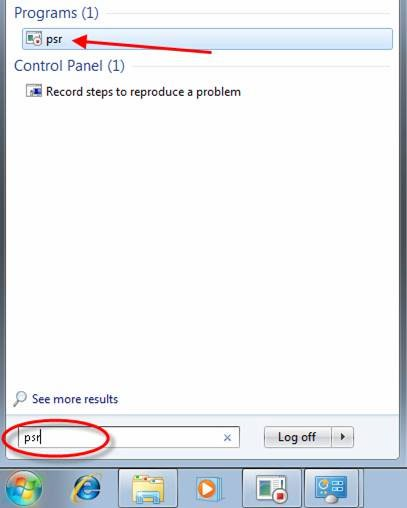 Programs (1)
psr
Control Panel (1)
Record steps to reproduce a problem
See more results
psr
Log off